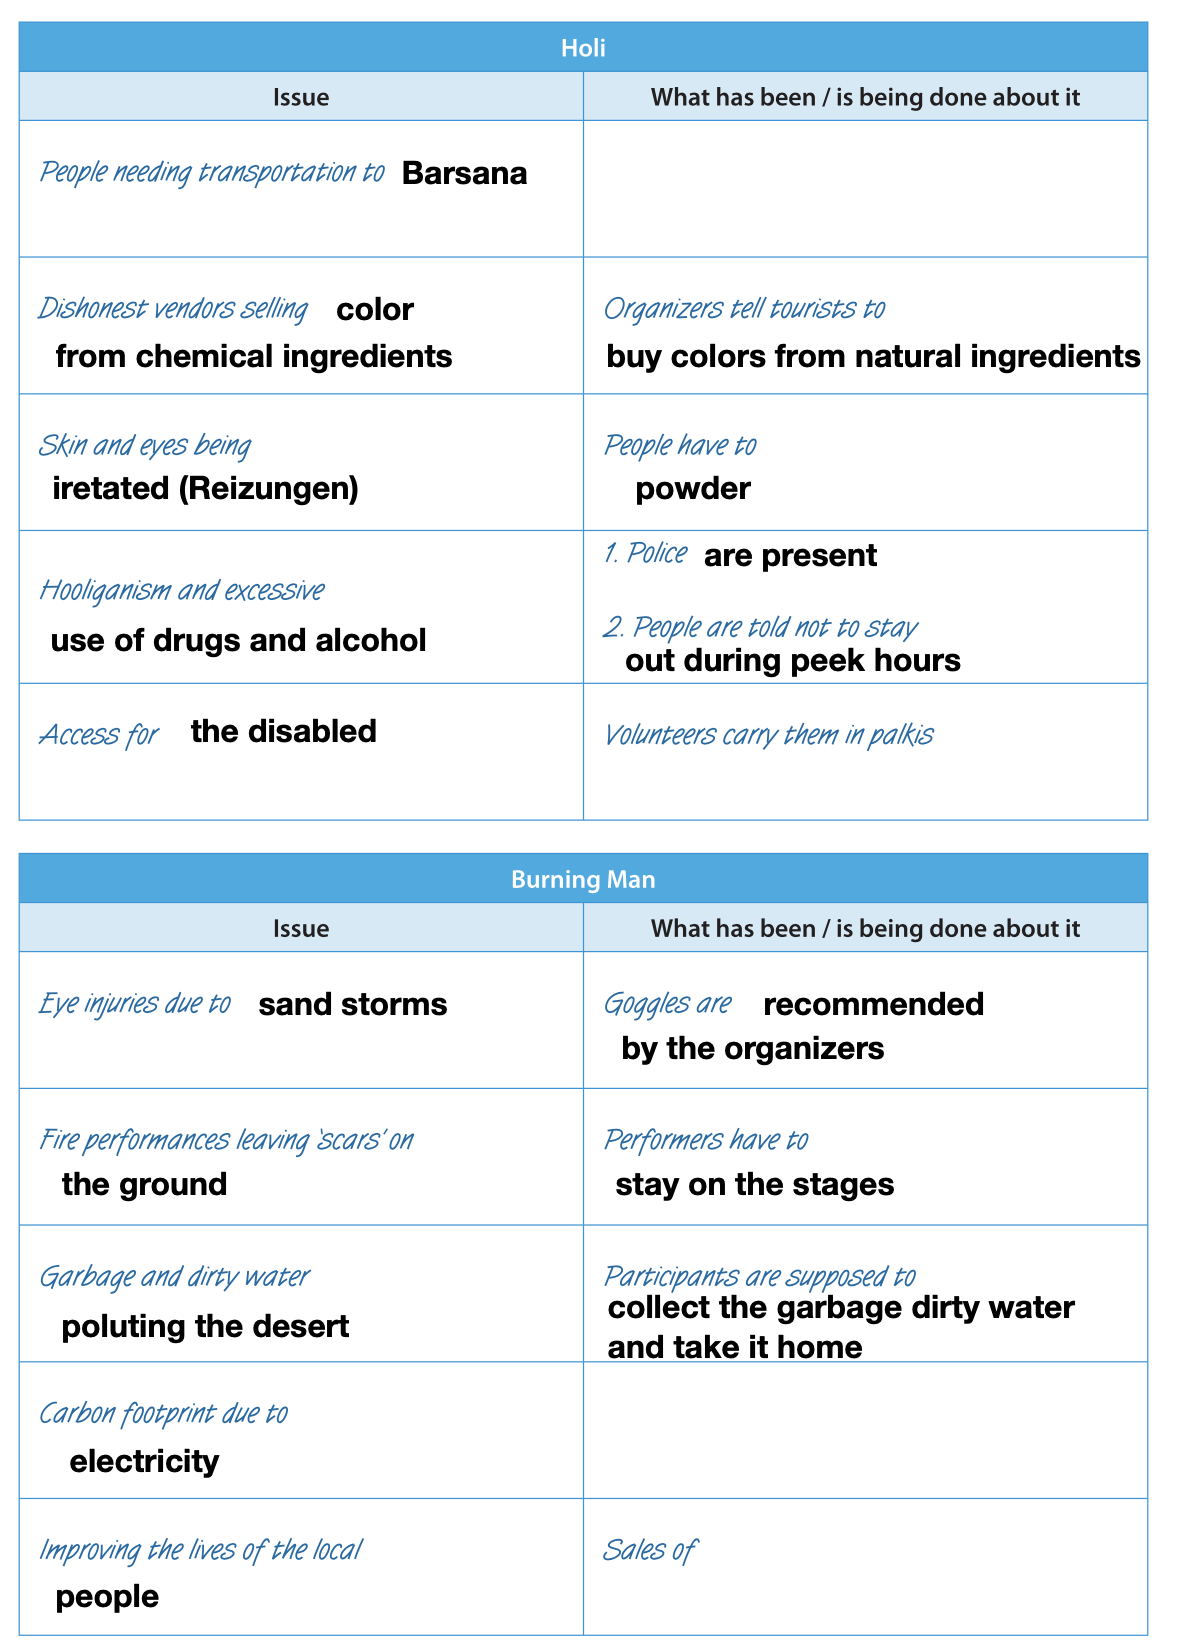 Holi
Issue
What has been / is being done about it
People needing transportation to Barsana
Dishonest vendors selling color
from chemical ingredients
Organizers tell tourists to
buy colors from natural ingredients
Skin and eyes being
iretated (Reizungen)
People have to
powder
Hooliganism and excessive
use of drugs and alcohol
1. Police are present
2. People are told not to stay
out during peek hours
Access for the disabled
Volunteers carry them in palkis
Burning Man
Issue
What has been / is being done about it
Eye injuries due to sand storms
Goggles are recommended
by the organizers
Fire performances leaving ‘scars’ on
the ground
Performers have to
stay on the stages
Garbage and dirty water
poluting the desert
Participants are supposed to
collect the garbage dirty water
and take it home
Carbon footprint due to
electricity
Improving the lives of the local
people
Sales of